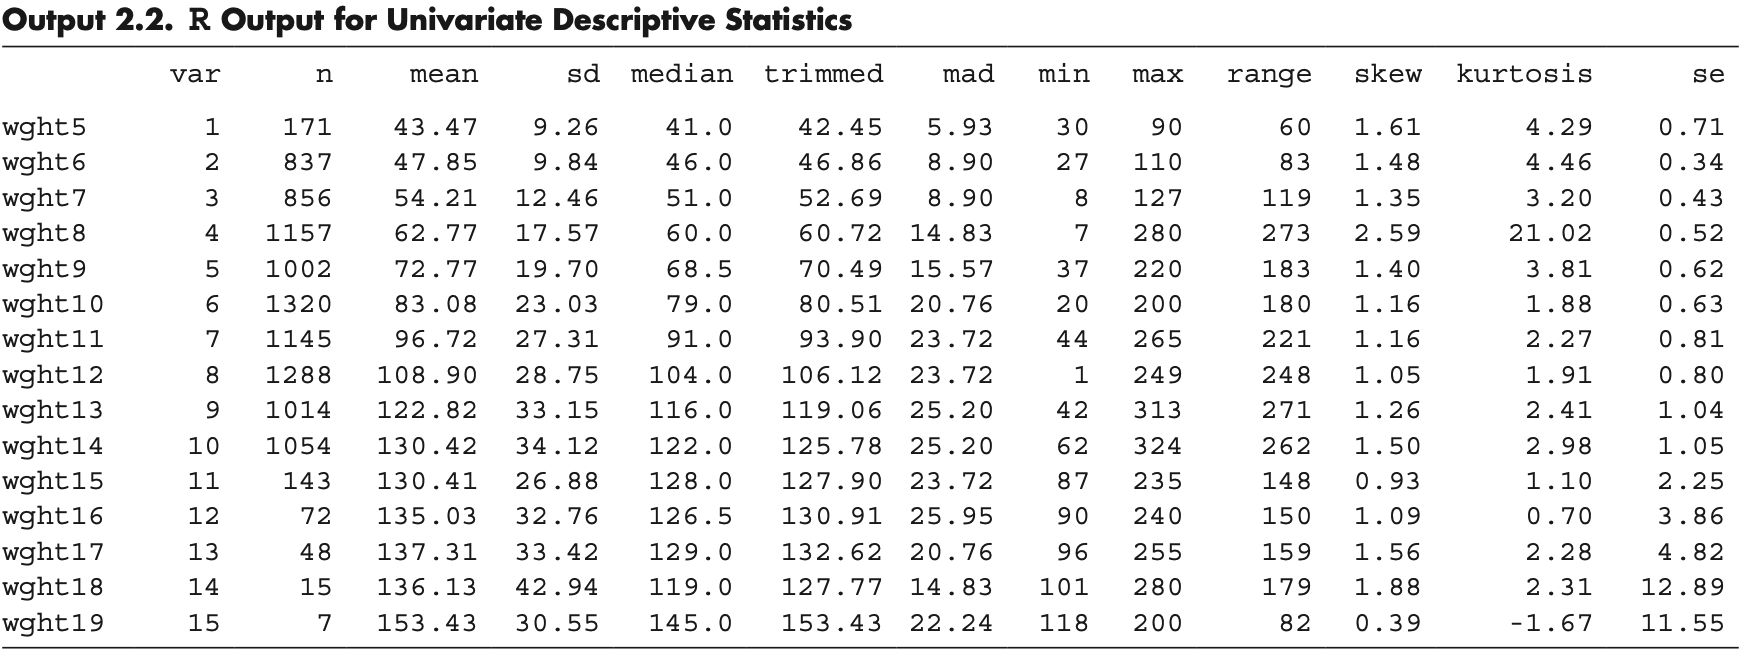 Output 2.2. R Output for Univariate Descriptive Statistics
var n mean sd median trimmed mad min max range skew kurtosis se
wght5 1 171 43.47 9.26 41.0 42.45 5.93 30 90 60 1.61 4.29 0.71
wght6 2 837 47.85 9.84 46.0 46.86 8.90 27 110 83 1.48 4.46 0.34
wght7 3 856 54.21 12.46 51.0 52.69 8.90 8 127 119 1.35 3.20 0.43
wght8 4 1157 62.77 17.57 60.0 60.72 14.83 7 280 273 2.59 21.02 0.52
wght9 5 1002 72.77 19.70 68.5 70.49 15.57 37 220 183 1.40 3.81 0.62
wght10 6 1320 83.08 23.03 79.0 80.51 20.76 20 200 180 1.16 1.88 0.63
wght11 7 1145 96.72 27.31 91.0 93.90 23.72 44 265 221 1.16 2.27 0.81
wght12 8 1288 108.90 28.75 104.0 106.12 23.72 1 249 248 1.05 1.91 0.80
wght13 9 1014 122.82 33.15 116.0 119.06 25.20 42 313 271 1.26 2.41 1.04
wght14 10 1054 130.42 34.12 122.0 125.78 25.20 62 324 262 1.50 2.98 1.05
wght15 11 143 130.41 26.88 128.0 127.90 23.72 87 235 148 0.93 1.10 2.25
wght16 12 72 135.03 32.76 126.5 130.91 25.95 90 240 150 1.09 0.70 3.86
wght17 13 48 137.31 33.42 129.0 132.62 20.76 96 255 159 1.56 2.28 4.82
wght18 14 15 136.13 42.94 119.0 127.77 14.83 101 280 179 1.88 2.31 12.89
wght19 15 7 153.43 30.55 145.0 153.43 22.24 118 200 82 0.39 -1.67 11.55